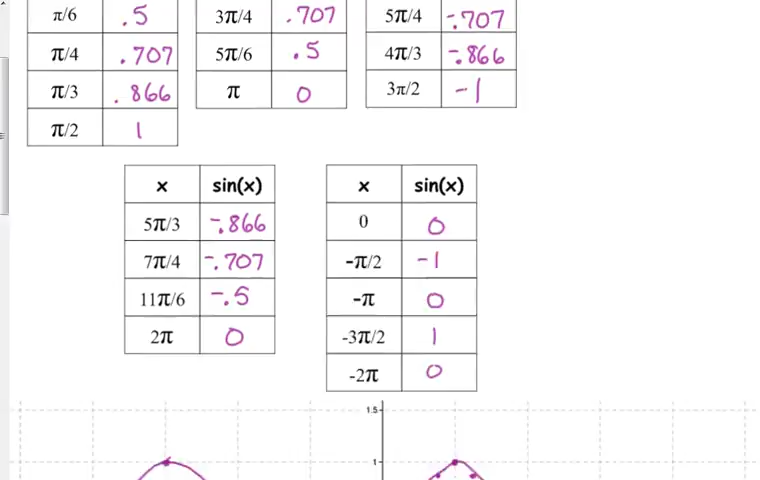 π/6 .5
π/4 .707
π/3 .866
π/2 1
3π/4 .707
5π/6 .5
π 0
5π/4 -.707
4π/3 -.866
3π/2 -1
x sin(x)
5π/3 -.866
7π/4 -.707
11π/6 -.5
2π 0
x sin(x)
0 0
-π/2 -1
-π 0
-3π/2 1
-2π 0
1.5
1